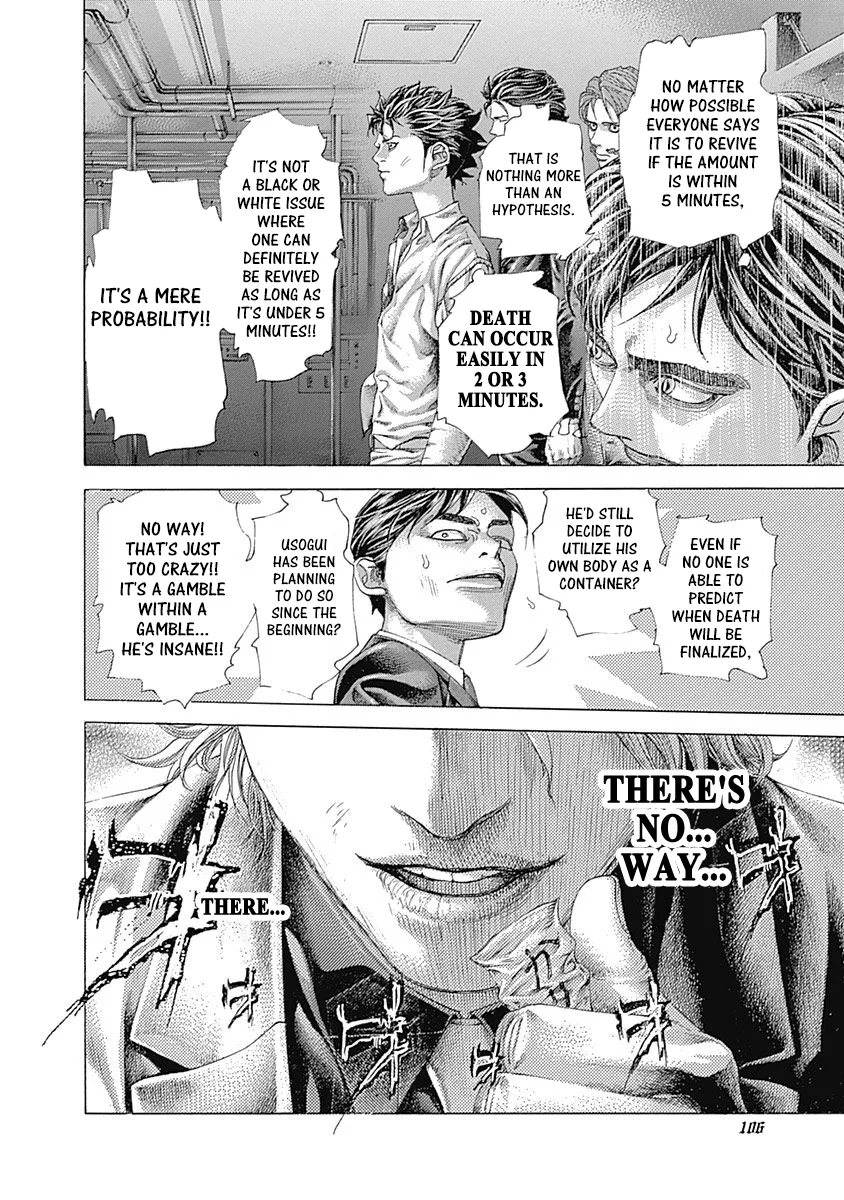 NO MATTER
HOW POSSIBLE
EVERYONE SAYS
IT IS TO REVIVE
IF THE AMOUNT
IS WITHIN
5 MINUTES,
THAT IS
NOTHING MORE
THAN AN
HYPOTHESIS.
DEATH
CAN OCCUR
EASILY IN
2 OR 3
MINUTES.
IT'S NOT
A BLACK OR
WHITE ISSUE
WHERE
ONE CAN
DEFINITELY
BE REVIVED
AS LONG AS
IT'S UNDER 5
MINUTES!!
IT'S A MERE
PROBABILITY!!
EVEN IF
NO ONE IS
ABLE TO
PREDICT
WHEN DEATH
WILL BE
FINALIZED,
HE'D STILL
DECIDE TO
UTILIZE HIS
OWN BODY AS A
CONTAINER?
USOGUI
HAS BEEN
PLANNING
TO DO SO
SINCE THE
BEGINNING?
NO WAY!
THAT'S JUST
TOO CRAZY!!
IT'S A GAMBLE
WITHIN A
GAMBLE...
HE'S INSANE!!
THERE'S
NO...
WAY...
THERE...
106